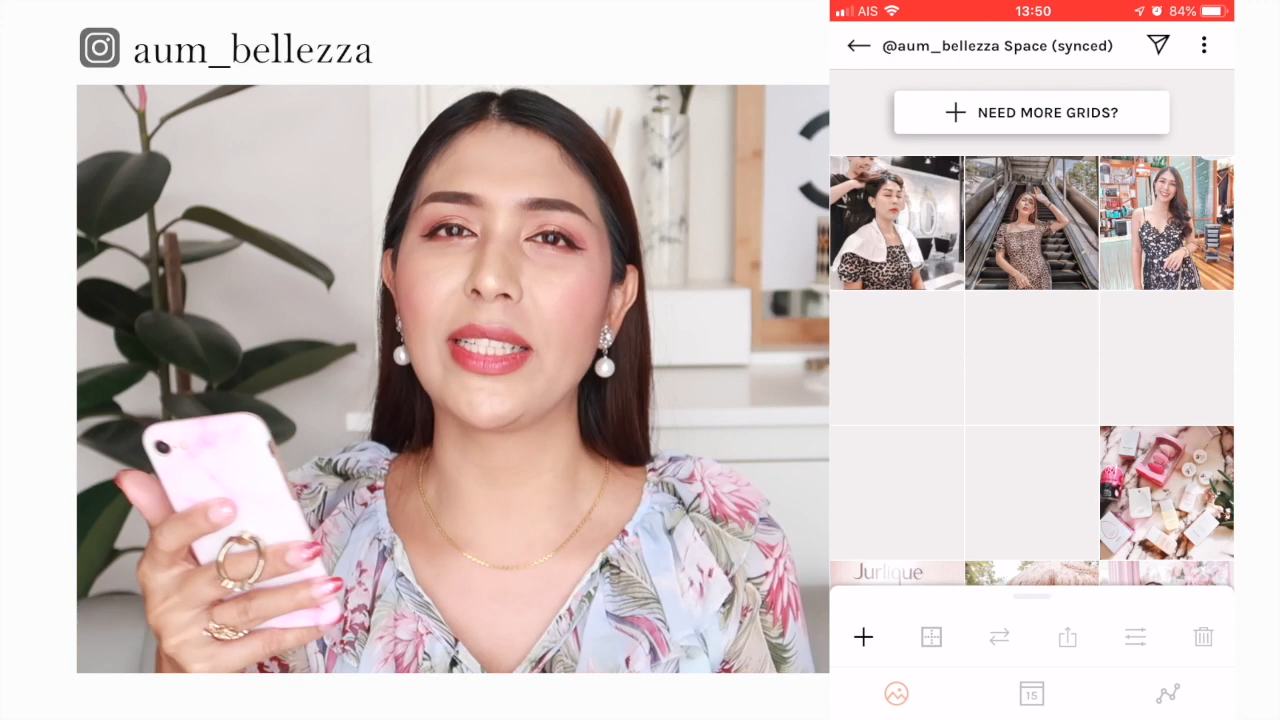 aum_bellezza
AIS
13:50
84%
@aum_bellezza Space (synced)
NEED MORE GRIDS?
Jurlique
15